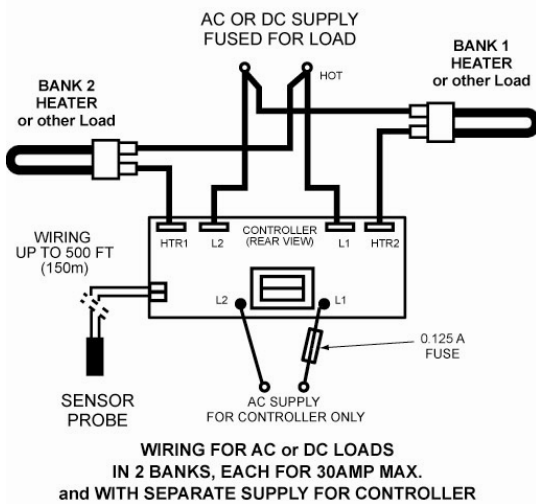 AC OR DC SUPPLY
FUSED FOR LOAD
HOT
BANK 1
HEATER
or other Load
BANK 2
HEATER
or other Load
WIRING
UP TO 500 FT
(150m)
HTR1
L2
CONTROLLER
(REAR VIEW)
L1
HTR2
L2
L1
0.125 A
FUSE
SENSOR
PROBE
AC SUPPLY
FOR CONTROLLER ONLY
WIRING FOR AC or DC LOADS
IN 2 BANKS, EACH FOR 30AMP MAX.
and WITH SEPARATE SUPPLY FOR CONTROLLER